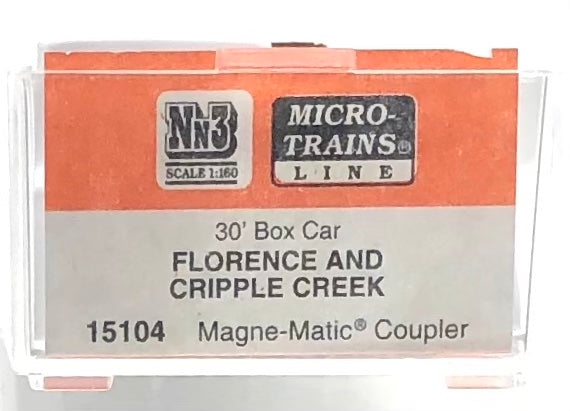 NN3
SCALE 1:160
MICRO-
TRAINS®
LINE
30' Box Car
FLORENCE AND
CRIPPLE CREEK
15104 Magne-Matic® Coupler